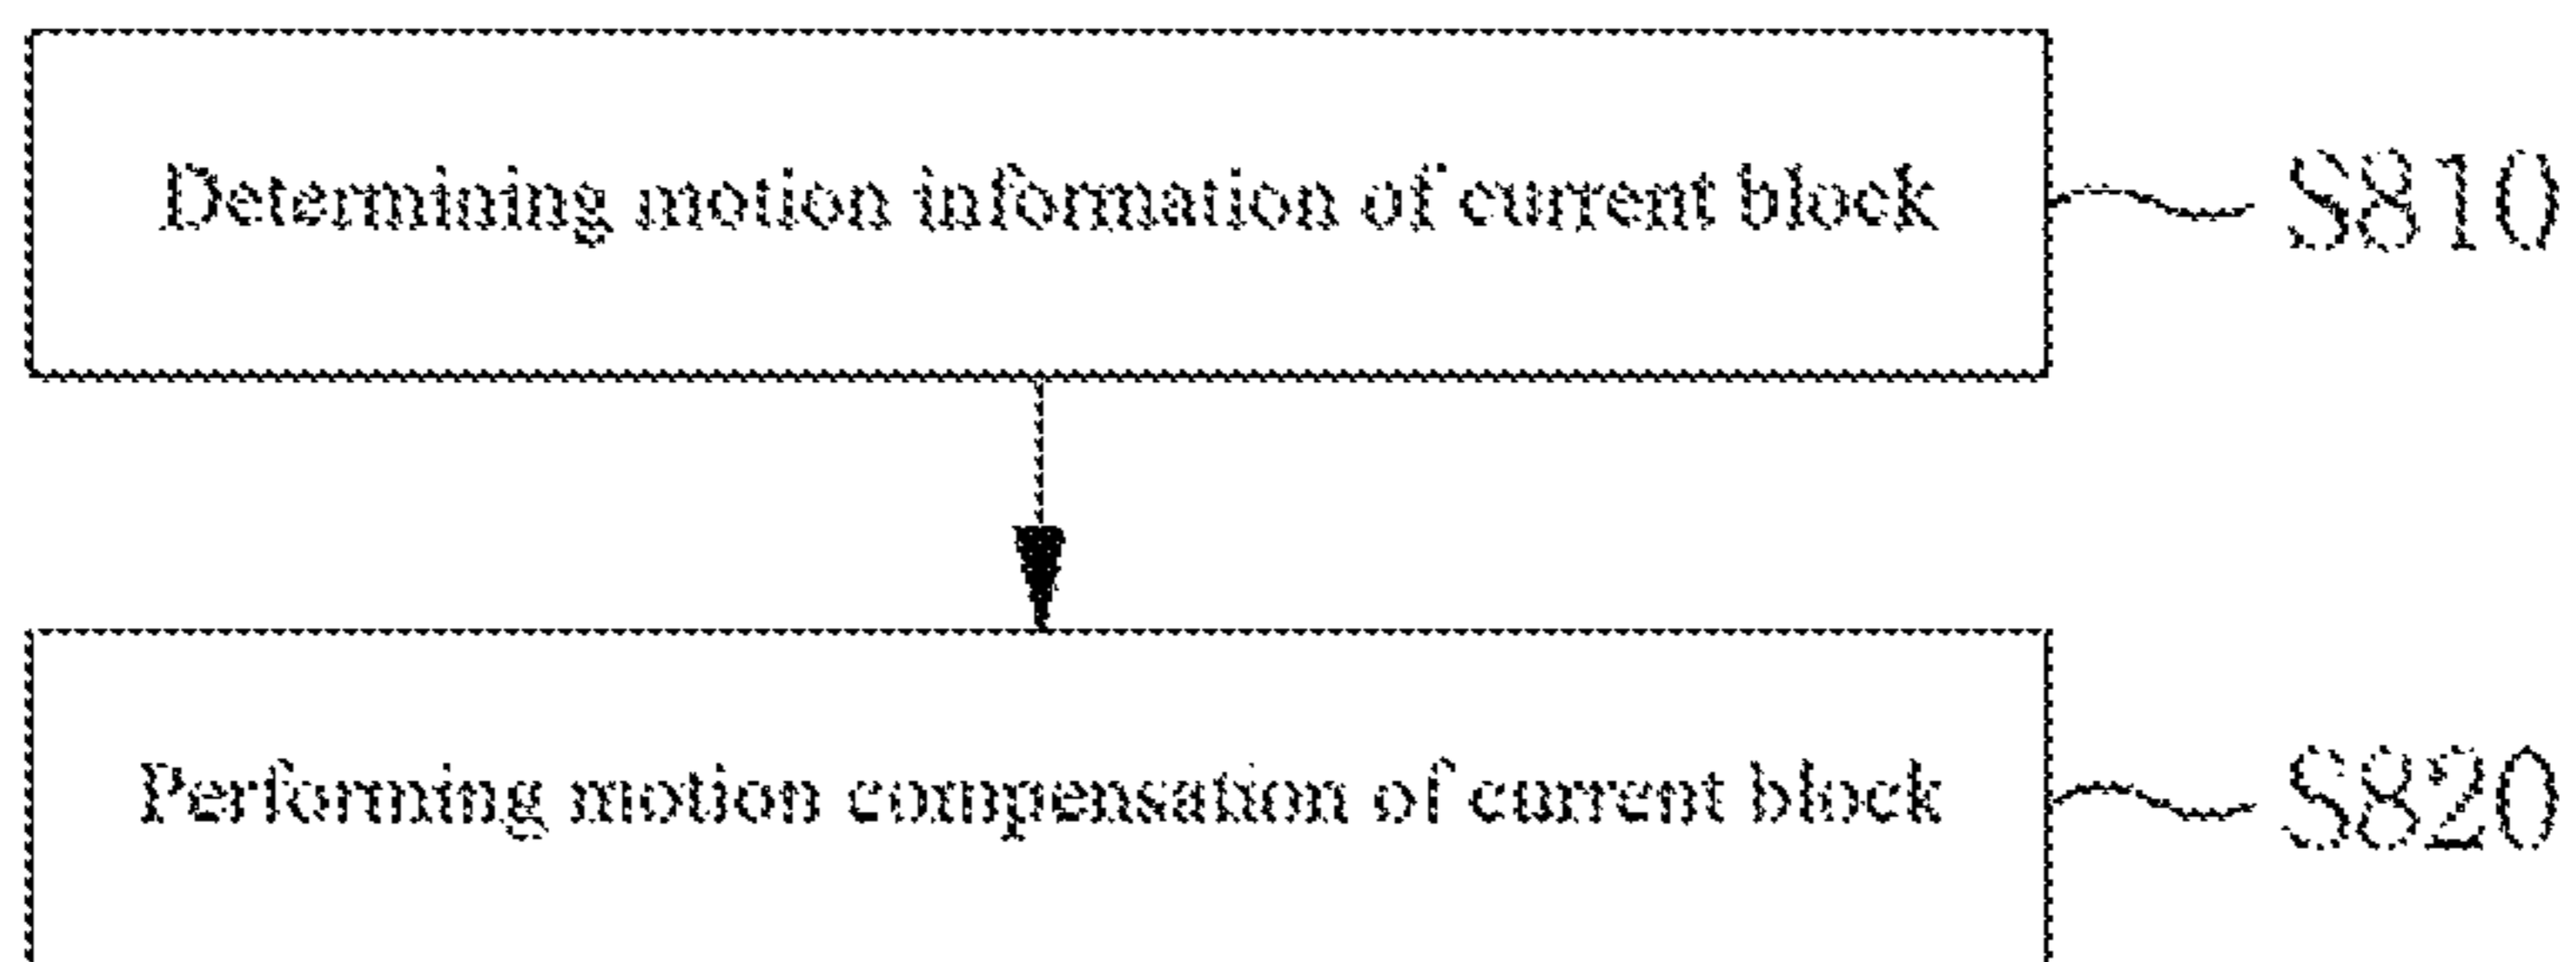 Determining motion information of current block S810
Performing motion compensation of current block S820